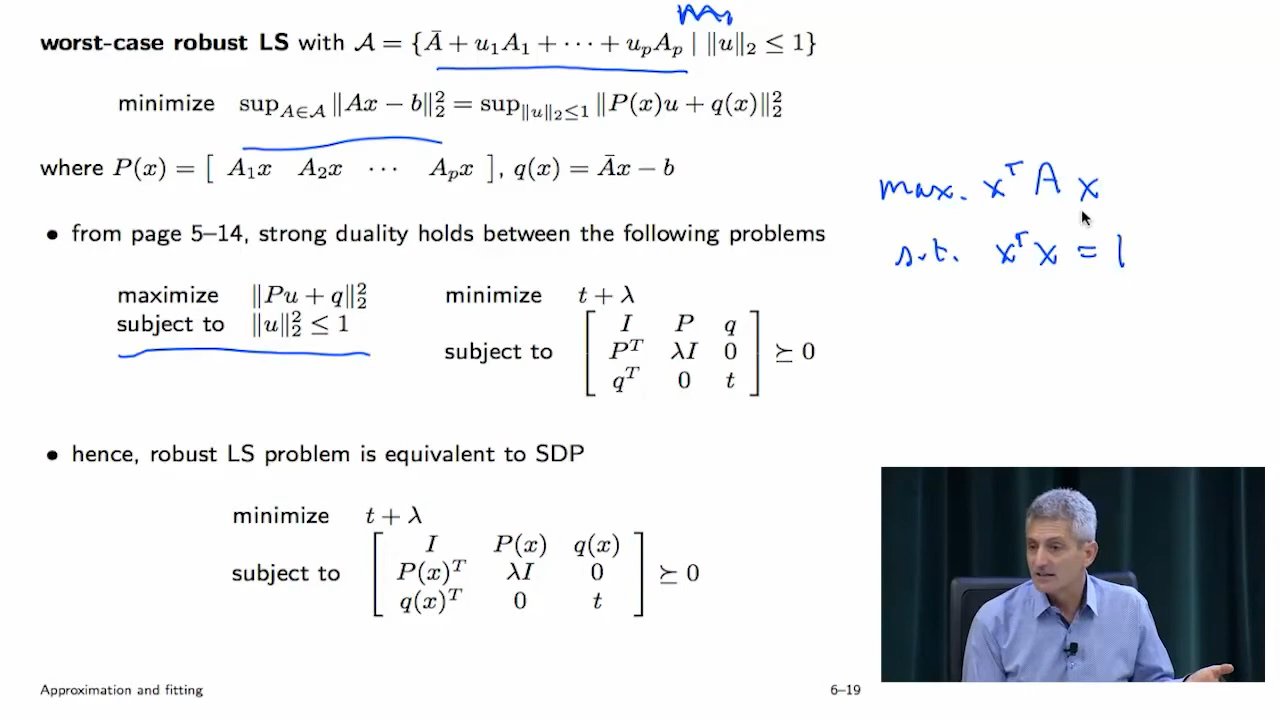 worst-case robust LS with 𝒜 = {Ā + u₁A₁ + ⋯ + uₚAₚ | ‖u‖₂ ≤ 1}
minimize sup_{A∈𝒜} ‖Ax − b‖₂² = sup_{‖u‖₂≤1} ‖P(x)u + q(x)‖₂²
where P(x) = [ A₁x A₂x ⋯ Aₚx ], q(x) = Āx − b
• from page 5–14, strong duality holds between the following problems
maximize ‖Pu + q‖₂²
subject to ‖u‖₂² ≤ 1
minimize t + λ
subject to
[ I P q
Pᵀ λI 0
qᵀ 0 t ] ⪰ 0
• hence, robust LS problem is equivalent to SDP
minimize t + λ
subject to
[ I P(x) q(x)
P(x)ᵀ λI 0
q(x)ᵀ 0 t ] ⪰ 0
max. xᵀ A x
s.t. xᵀx = 1
Approximation and fitting 6–19